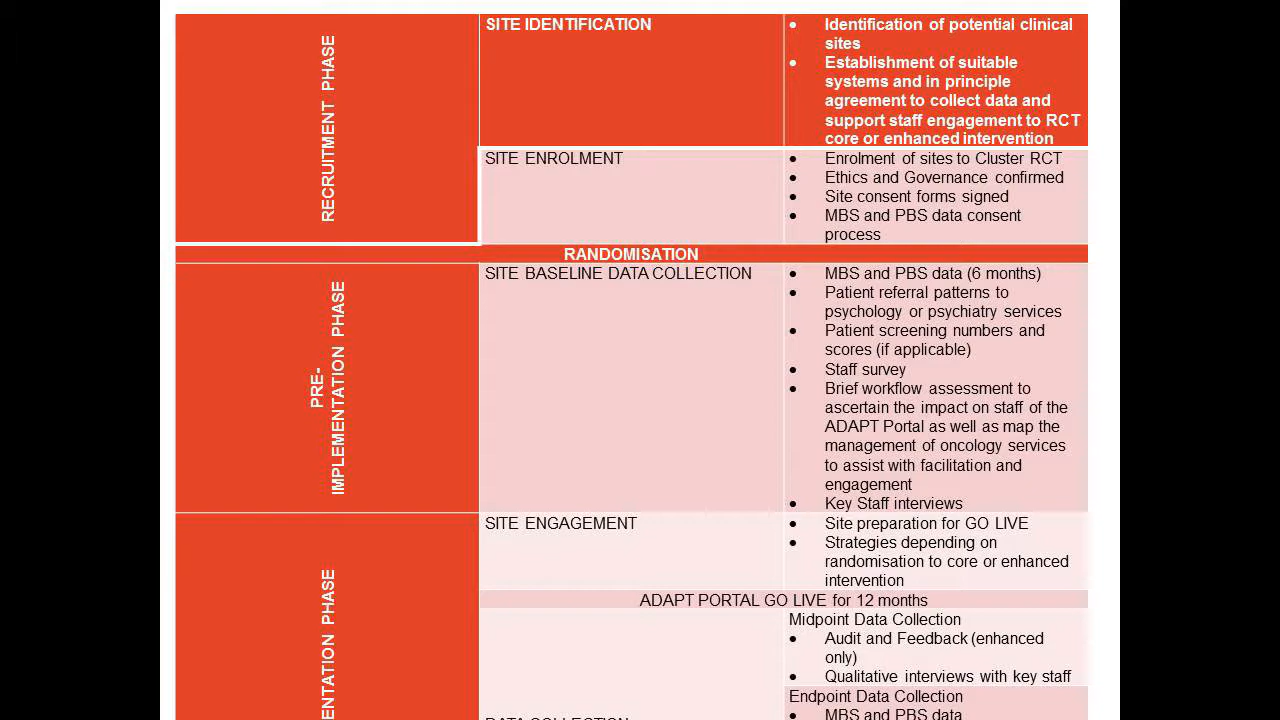 RECRUITMENT PHASE
SITE IDENTIFICATION
• Identification of potential clinical
sites
• Establishment of suitable
systems and in principle
agreement to collect data and
support staff engagement to RCT
core or enhanced intervention
SITE ENROLMENT
• Enrolment of sites to Cluster RCT
• Ethics and Governance confirmed
• Site consent forms signed
• MBS and PBS data consent
process
RANDOMISATION
PRE-
IMPLEMENTATION PHASE
SITE BASELINE DATA COLLECTION
• MBS and PBS data (6 months)
• Patient referral patterns to
psychology or psychiatry services
• Patient screening numbers and
scores (if applicable)
• Staff survey
• Brief workflow assessment to
ascertain the impact on staff of the
ADAPT Portal as well as map the
management of oncology services
to assist with facilitation and
engagement
• Key Staff interviews
ENTATION PHASE
SITE ENGAGEMENT
• Site preparation for GO LIVE
• Strategies depending on
randomisation to core or enhanced
intervention
ADAPT PORTAL GO LIVE for 12 months
Midpoint Data Collection
• Audit and Feedback (enhanced
only)
• Qualitative interviews with key staff
DATA COLLECTION
Endpoint Data Collection
• MBS and PBS data